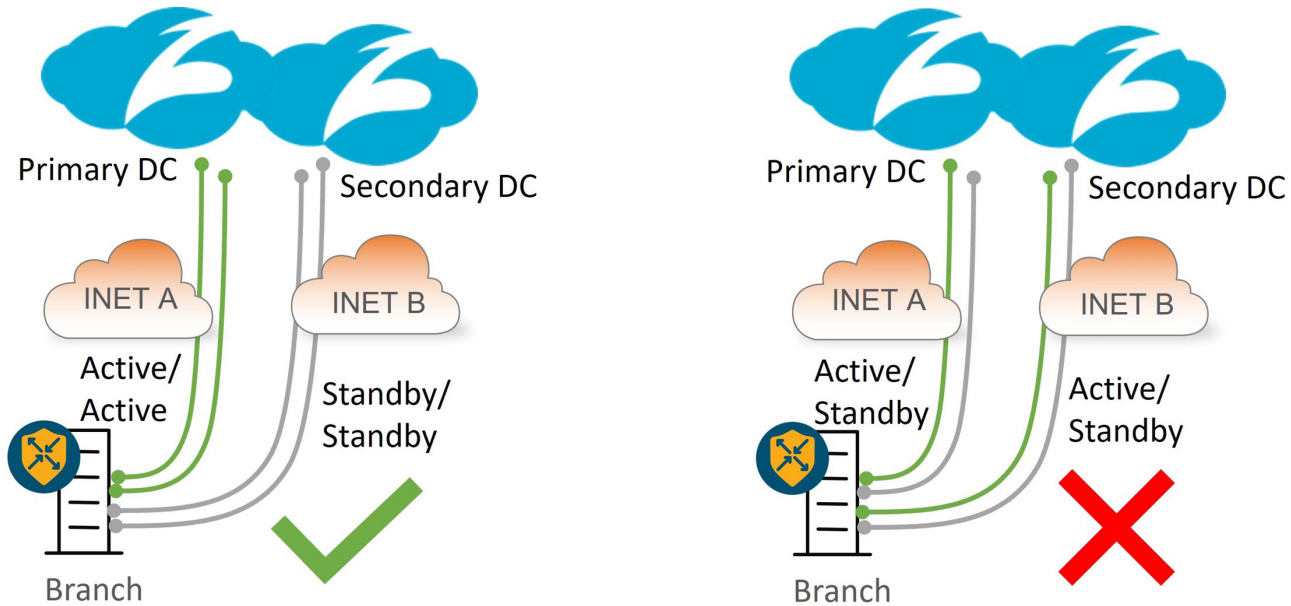 Primary DC
Secondary DC
INET A
INET B
Active/
Active
Standby/
Standby
Branch
Primary DC
Secondary DC
INET A
INET B
Active/
Standby
Active/
Standby
Branch